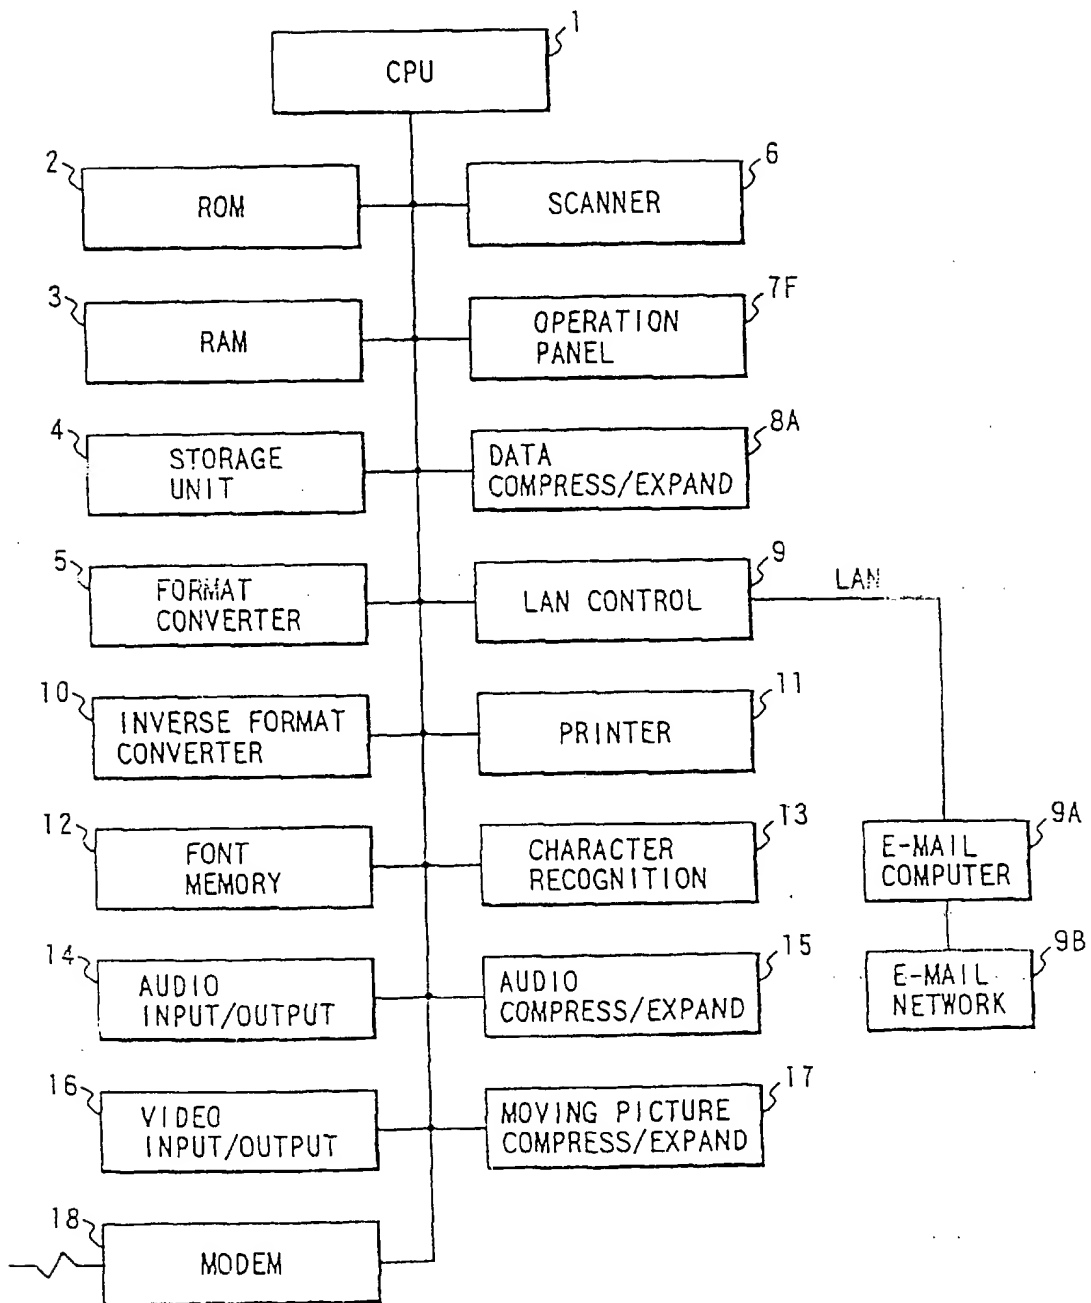 1
CPU
2
ROM
6
SCANNER
3
RAM
7F
OPERATION
PANEL
4
STORAGE
UNIT
8A
DATA
COMPRESS/EXPAND
5
FORMAT
CONVERTER
9
LAN CONTROL
LAN
10
INVERSE FORMAT
CONVERTER
11
PRINTER
12
FONT
MEMORY
13
CHARACTER
RECOGNITION
9A
E-MAIL
COMPUTER
14
AUDIO
INPUT/OUTPUT
15
AUDIO
COMPRESS/EXPAND
9B
E-MAIL
NETWORK
16
VIDEO
INPUT/OUTPUT
17
MOVING PICTURE
COMPRESS/EXPAND
18
MODEM